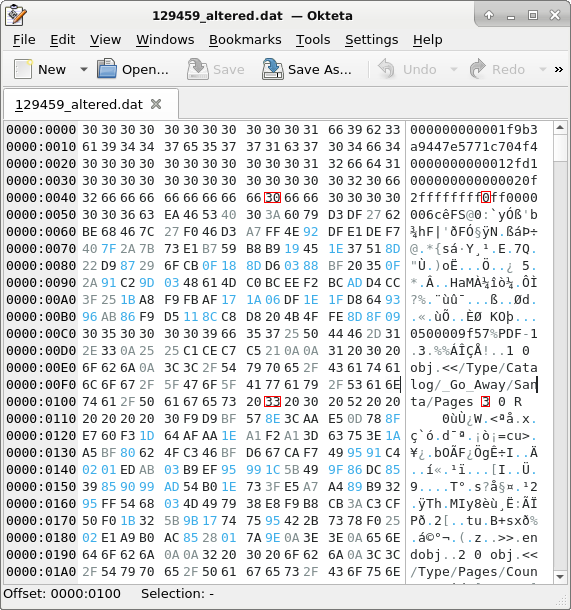 129459_altered.dat — Okteta
File Edit View Windows Bookmarks Tools Settings Help
New Open... Save Save As... Undo Redo »
129459_altered.dat
0000:0000 30 30 30 30 30 30 30 30 30 30 30 31 66 39 62 33 000000000001f9b3
0000:0010 61 39 34 34 37 65 35 37 37 31 63 37 30 34 66 34 a9447e5771c704f4
0000:0020 30 30 30 30 30 30 30 30 30 30 30 31 32 66 64 31 0000000000012fd1
0000:0030 30 30 30 30 30 30 30 30 30 30 30 30 30 32 30 66 000000000000020f
0000:0040 32 66 66 66 66 66 66 66 66 30 66 66 30 30 30 30 2ffffffff0ff0000
0000:0050 30 30 36 63 EA 46 53 40 30 3A 60 79 D3 DF 27 62 006cêFS@0:`yÓß'b
0000:0060 BE 68 46 7C 27 F0 46 D3 A7 FF 4E 92 DE F1 DE F7 ¾hF|'ðFÓ§ÿN.ßáÞ÷
0000:0070 40 7F 2A 7B 73 E1 B7 59 B8 B9 19 45 1E 37 51 8D @.*{sá·Y¸¹.E.7Q.
0000:0080 22 D9 87 29 6F CB 0F 18 8D D6 03 88 BF 20 35 0F "Ù.)oË...Ö..¿ 5.
0000:0090 2A 91 C2 9D 03 48 61 4D C0 BC EE F2 BC AD D4 CC *.Â..HaMÀ¼îò¼.ÔÌ
0000:00A0 3F 25 1B A8 F9 FB AF 17 1A 06 DF 1E 1F D8 64 93 ?%.¨ùû¯...ß..Ød.
0000:00B0 96 AB 86 F9 D5 11 8C C8 D8 20 4B 4F FE 8D 8F 09 .«.ùÕ..ÈØ KOþ...
0000:00C0 30 35 30 30 30 30 39 66 35 37 25 50 44 46 2D 31 0500009f57%PDF-1
0000:00D0 2E 33 0A 25 25 C1 CE C7 C5 21 0A 0A 31 20 30 20 .3.%%ÁÎÇÅ!..1 0
0000:00E0 6F 62 6A 0A 3C 3C 2F 54 79 70 65 2F 43 61 74 61 obj.<</Type/Cata
0000:00F0 6C 6F 67 2F 5F 47 6F 5F 41 77 61 79 2F 53 61 6E log/_Go_Away/San
0000:0100 74 61 2F 50 61 67 65 73 20 33 20 30 20 52 20 20 ta/Pages 3 0 R
0000:0110 20 20 20 20 30 F9 D9 BF 57 8E 3C AA E5 0D 78 8F 0ùÙ¿W.<ªå.x.
0000:0120 E7 60 F3 1D 64 AF AA 1E A1 F2 A1 3D 63 75 3E 1A ç`ó.d¯ª.¡ò¡=cu>.
0000:0130 A5 BF 80 62 4F C3 46 BF D6 67 CA F7 49 95 91 C4 ¥¿.bOÃF¿ÖgÊ÷I..Ä
0000:0140 02 01 ED AB 03 B9 EF 95 99 1C 5B 49 9F 86 DC 85 ..í«.¹ï...[I..Ü.
0000:0150 39 85 90 99 AD 54 B0 1E 73 3F E5 A7 A4 89 B9 32 9....T°.s?å§¤.¹2
0000:0160 95 FF 54 68 03 4D 49 79 38 E8 F9 B8 CB 3A C3 CF .ÿTh.MIy8èù¸Ë:ÃÏ
0000:0170 50 F0 1B 32 5B 9B 17 74 75 95 42 2B 73 78 F0 25 Pð.2[..tu.B+sxð%
0000:0180 02 E1 A9 B0 AC 85 28 01 7A 9E 0A 3E 3E 0A 65 6E .á©°¬.(.z..>>.en
0000:0190 64 6F 62 6A 0A 0A 32 20 30 20 6F 62 6A 0A 3C 3C dobj..2 0 obj.<<
0000:01A0 2F 54 79 70 65 2F 50 61 67 65 73 2F 43 6F 75 6E /Type/Pages/Coun
Offset: 0000:0100 Selection: -